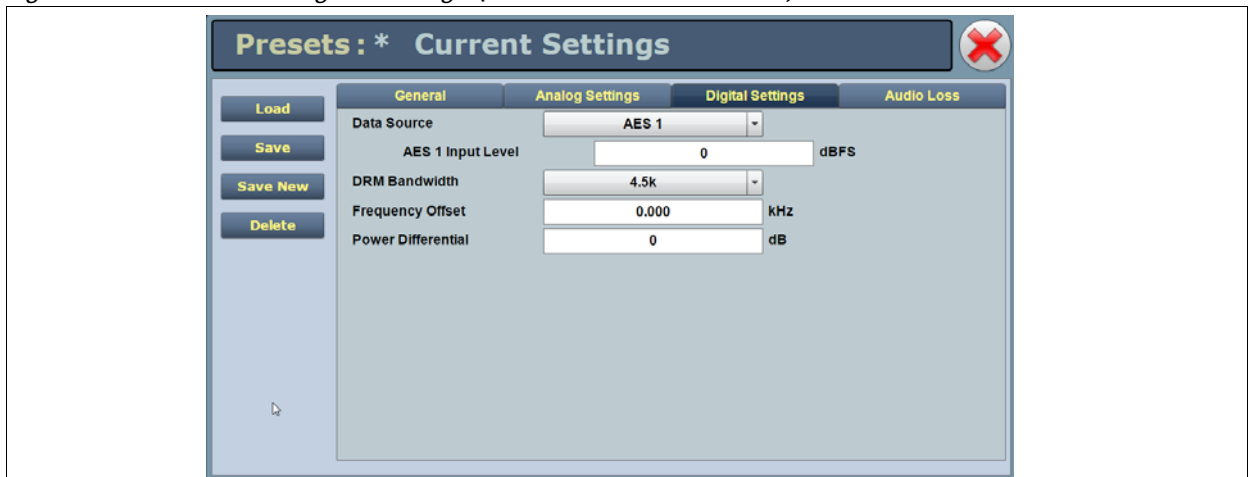 Presets:* Current Settings
General Analog Settings Digital Settings Audio Loss
Load
Save
Save New
Delete
Data Source AES 1
AES 1 Input Level 0 dBFS
DRM Bandwidth 4.5k
Frequency Offset 0.000 kHz
Power Differential 0 dB